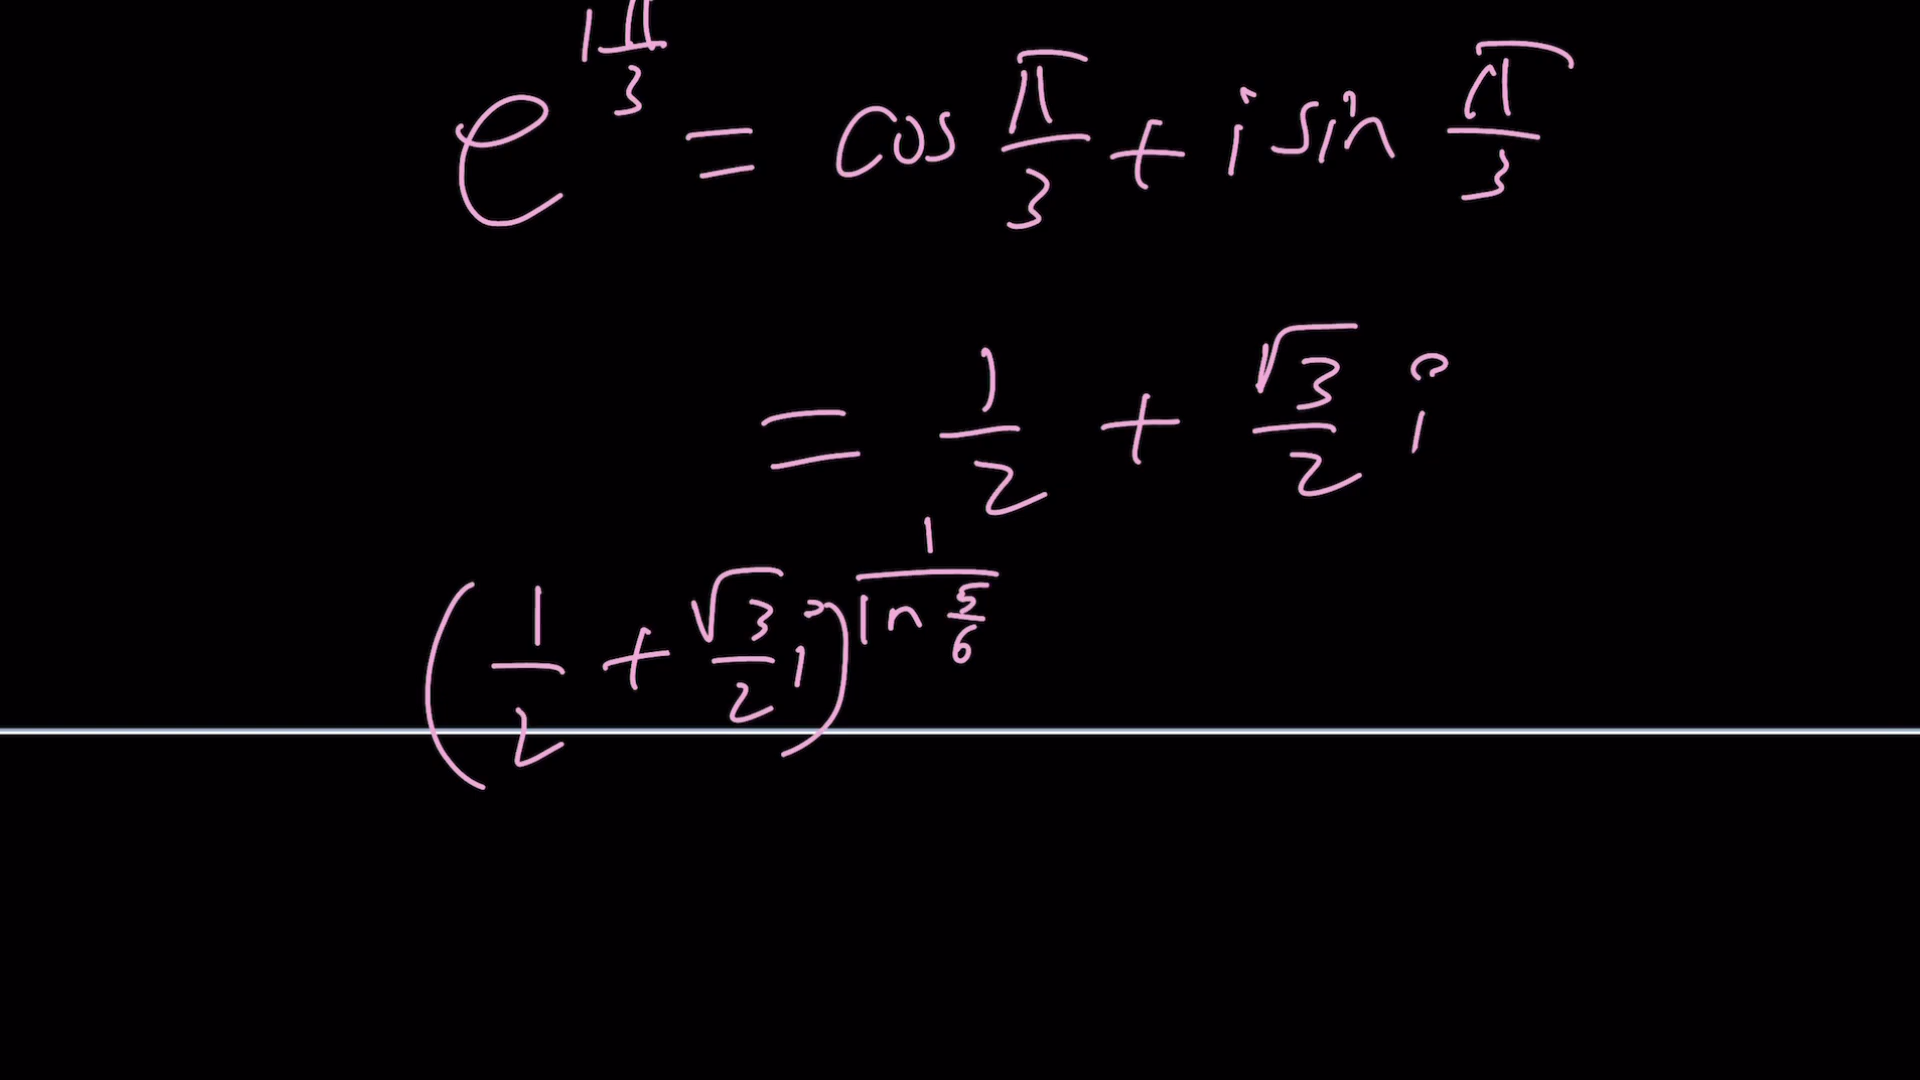 e^{iπ/3} = cos π/3 + i sin π/3
= 1/2 + √3/2 i
(1/2 + √3/2 i)^{1/ln 5/6}